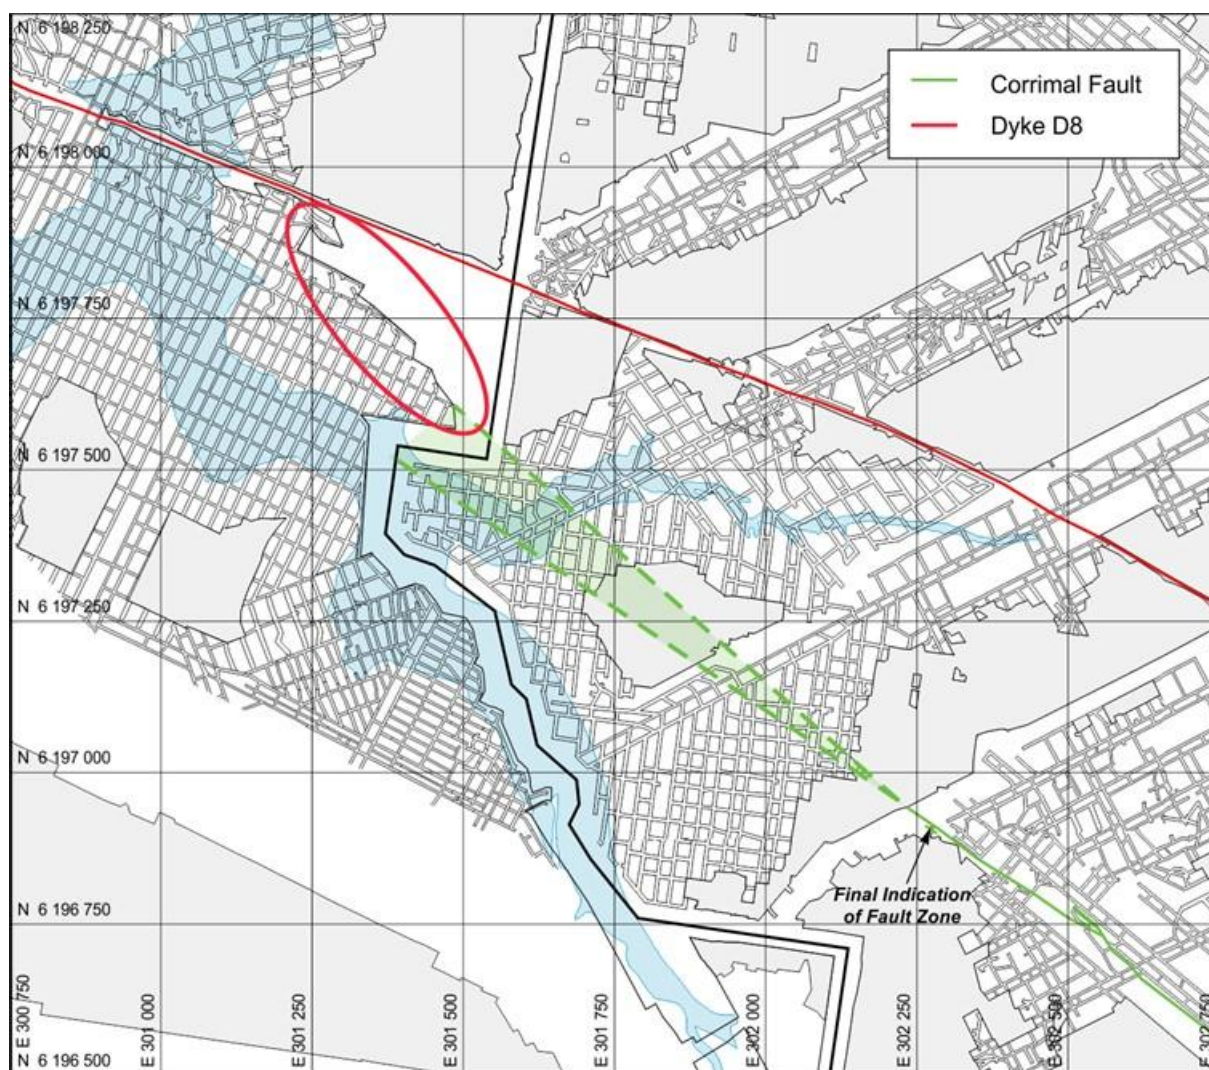 N 6 198 250
Corrimal Fault
Dyke D8
N 6 198 000
N 6 197 750
N 6 197 500
N 6 197 250
N 6 197 000
Final Indication
of Fault Zone
N 6 196 750
E 300 750
E 301 000
E 301 250
E 301 500
E 301 750
E 302 000
E 302 250
E 302 500
E 302 750
N 6 196 500